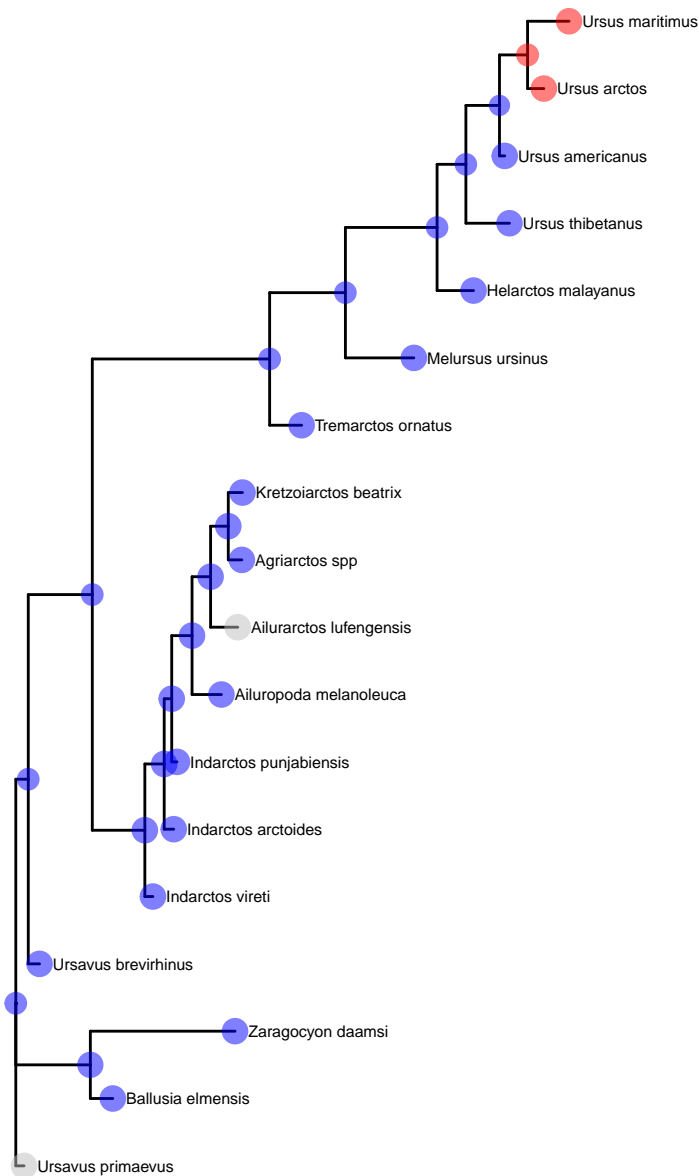 Ursus maritimus
Ursus arctos
Ursus americanus
Ursus thibetanus
Helarctos malayanus
Melursus ursinus
Tremarctos ornatus
Kretzoiarctos beatrix
Agriarctos spp
Ailurarctos lufengensis
Ailuropoda melanoleuca
Indarctos punjabiensis
Indarctos arctoides
Indarctos vireti
Ursavus brevirhinus
Zaragocyon daamsi
Ballusia elmensis
Ursavus primaevus